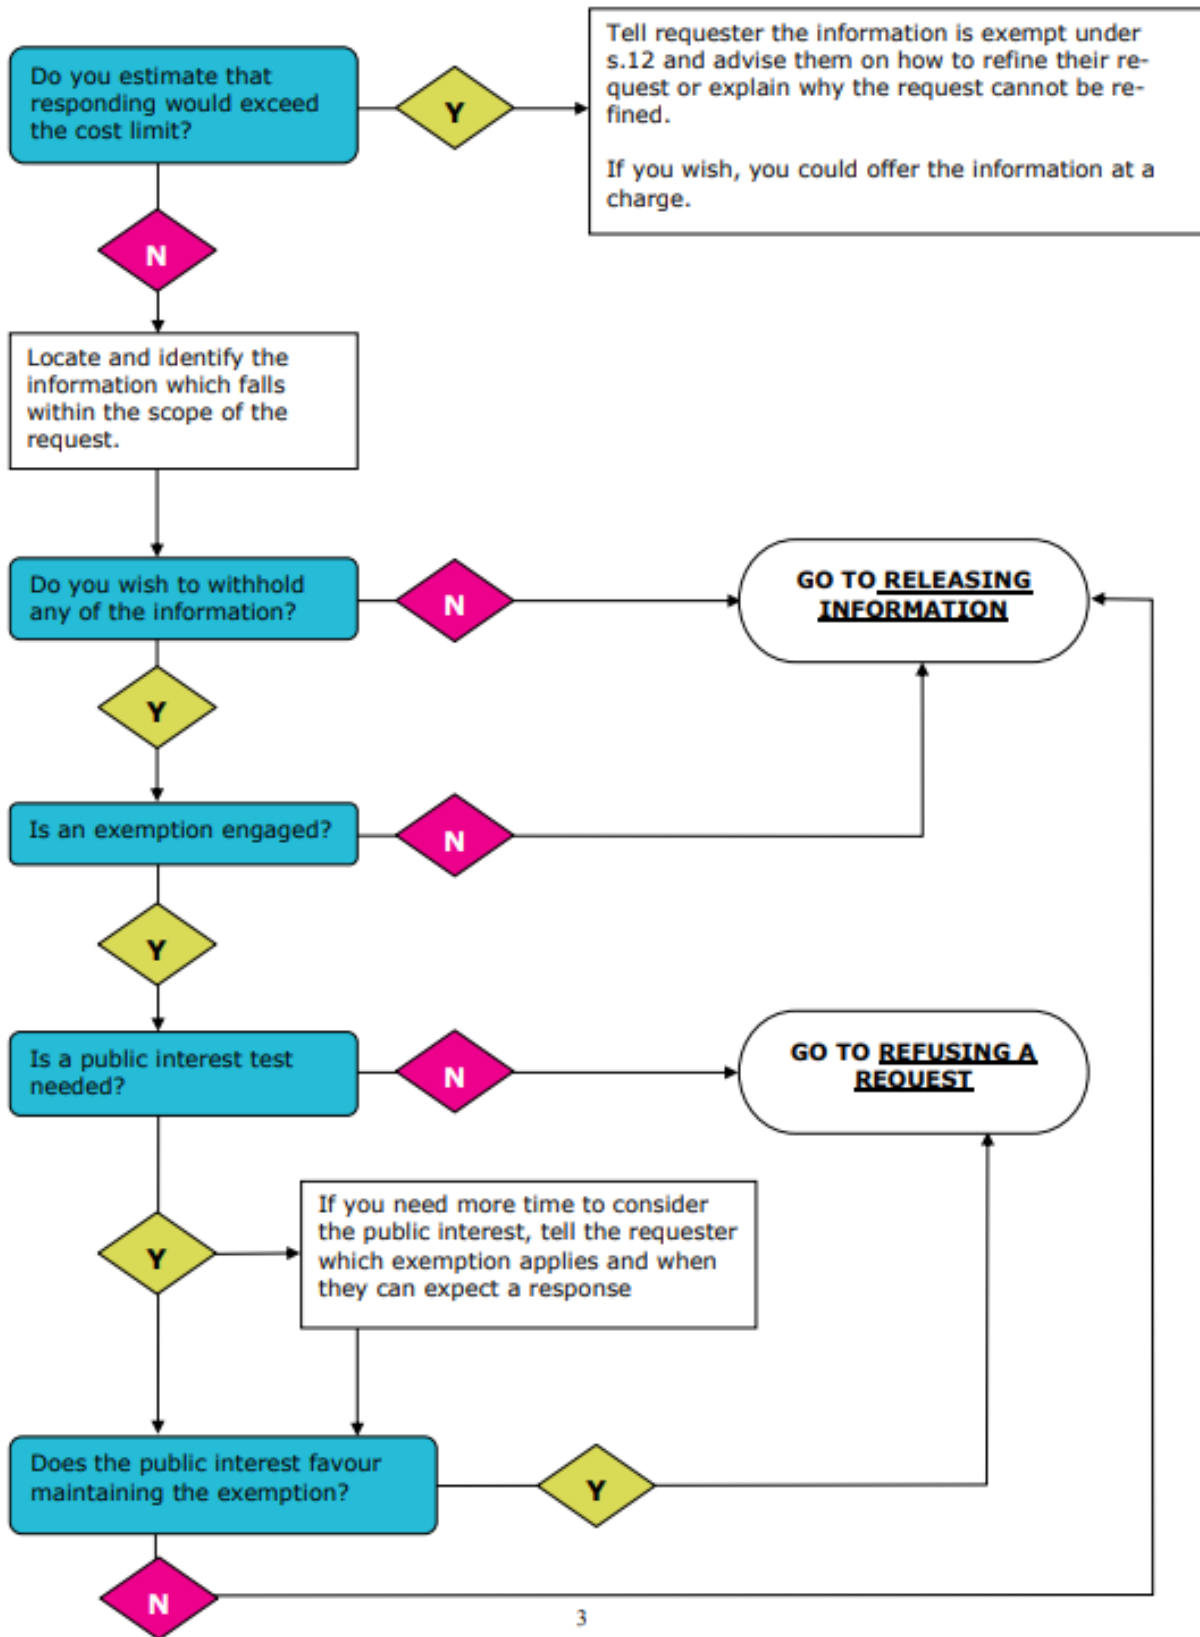 Do you estimate that
responding would exceed
the cost limit?
Y
Tell requester the information is exempt under
s.12 and advise them on how to refine their re-
quest or explain why the request cannot be re-
fined.
If you wish, you could offer the information at a
charge.
N
Locate and identify the
information which falls
within the scope of the
request.
Do you wish to withhold
any of the information?
N
GO TO RELEASING
INFORMATION
Y
Is an exemption engaged?
N
Y
Is a public interest test
needed?
N
GO TO REFUSING A
REQUEST
Y
If you need more time to consider
the public interest, tell the requester
which exemption applies and when
they can expect a response
Does the public interest favour
maintaining the exemption?
Y
N
3